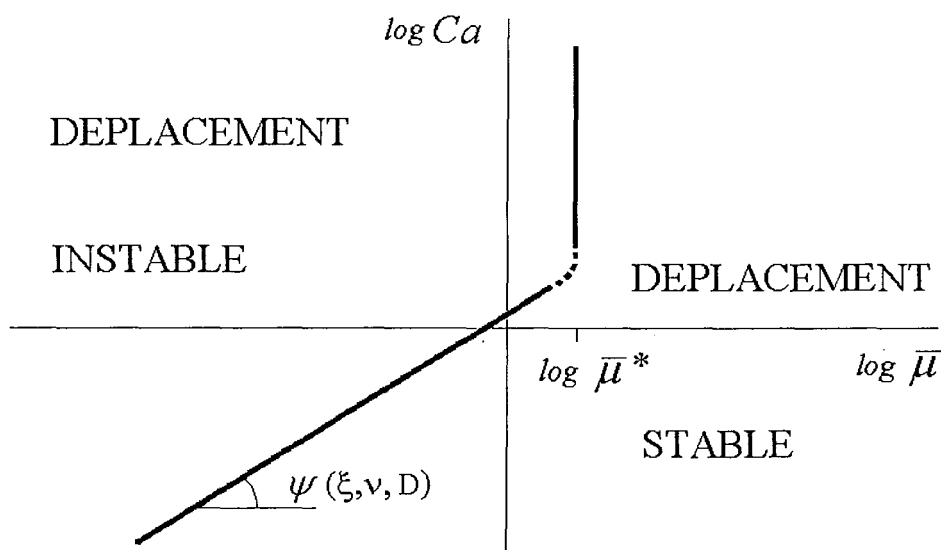 log Ca
DEPLACEMENT
INSTABLE
DEPLACEMENT
log μ̅*
log μ̅
STABLE
ψ (ξ,ν, D)